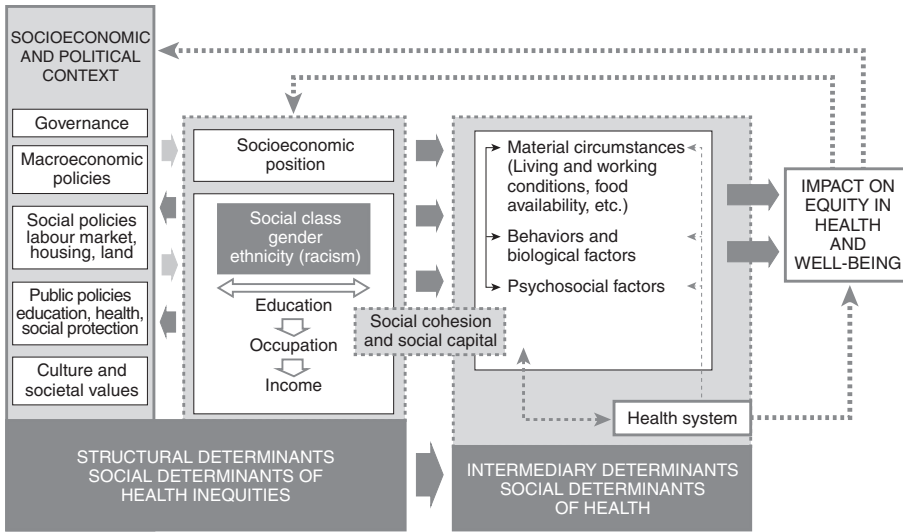 SOCIOECONOMIC
AND POLITICAL
CONTEXT
Governance
Macroeconomic
policies
Social policies
labour market,
housing, land
Public policies
education, health,
social protection
Culture and
societal values
Socioeconomic
position
Social class
gender
ethnicity (racism)
Education
Occupation
Income
Social cohesion
and social capital
Material circumstances
(Living and working
conditions, food
availability, etc.)
Behaviors and
biological factors
Psychosocial factors
Health system
IMPACT ON
EQUITY IN
HEALTH
AND
WELL-BEING
STRUCTURAL DETERMINANTS
SOCIAL DETERMINANTS OF
HEALTH INEQUITIES
INTERMEDIARY DETERMINANTS
SOCIAL DETERMINANTS
OF HEALTH